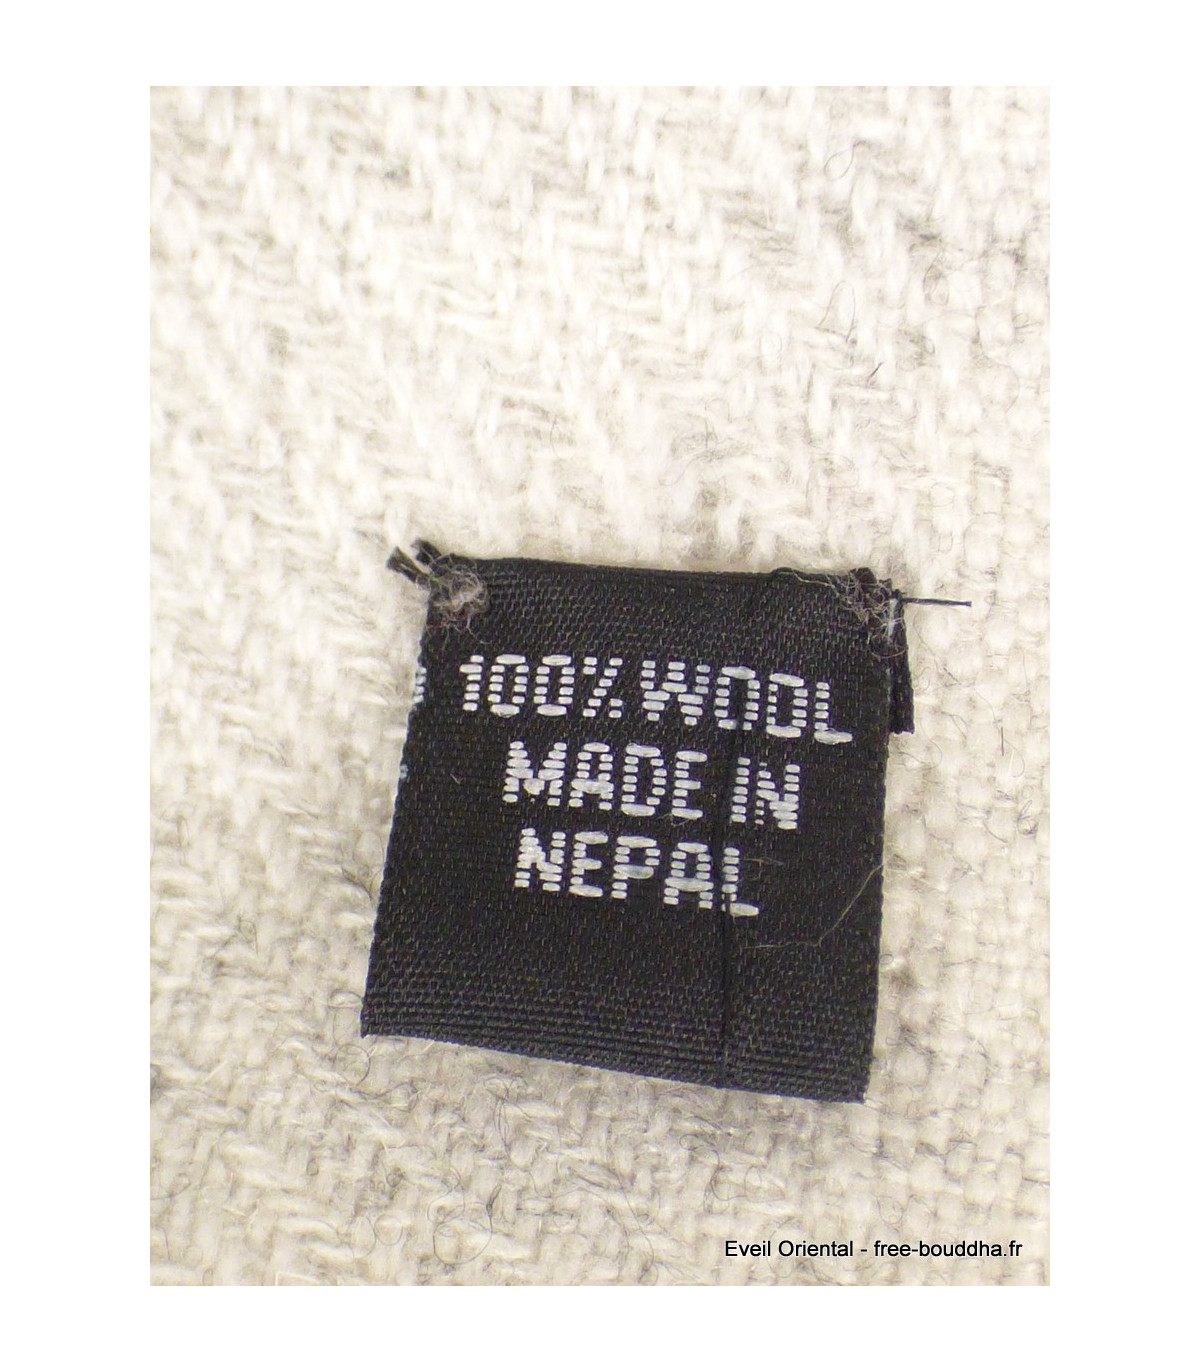 100% WOOL
MADE IN
NEPAL
Eveil Oriental - free-bouddha.fr